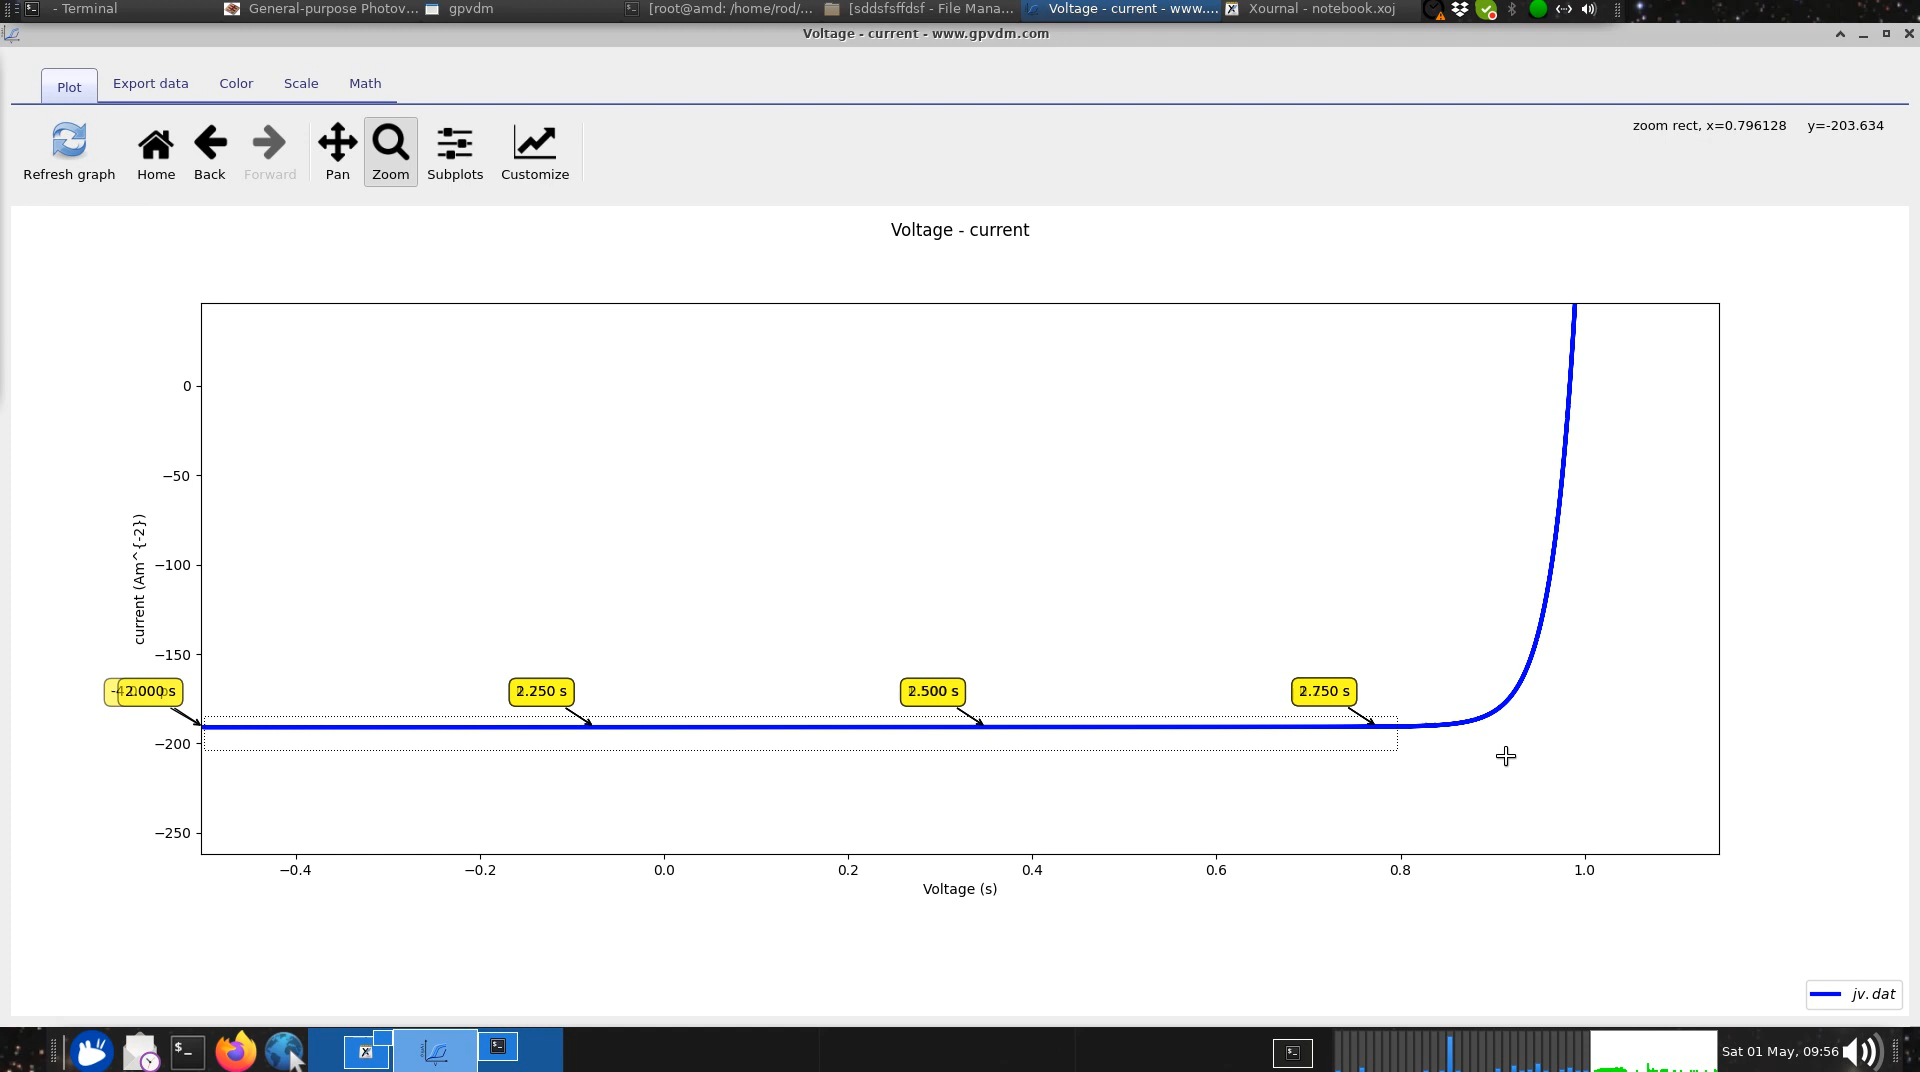 - Terminal
General-purpose Photov...
gpvdm
[root@amd: /home/rod/...
[sddsfsffdsf - File Mana...
Voltage - current - www....
Xournal - notebook.xoj
Voltage - current - www.gpvdm.com
Plot
Export data
Color
Scale
Math
Refresh graph
Home
Back
Forward
Pan
Zoom
Subplots
Customize
zoom rect, x=0.796128 y=-203.634
Voltage - current
0
−50
−100
−150
−200
−250
current (Am^{-2})
2.000 s
2.250 s
2.500 s
2.750 s
−0.4
−0.2
0.0
0.2
0.4
0.6
0.8
1.0
Voltage (s)
jv.dat
Sat 01 May, 09:56